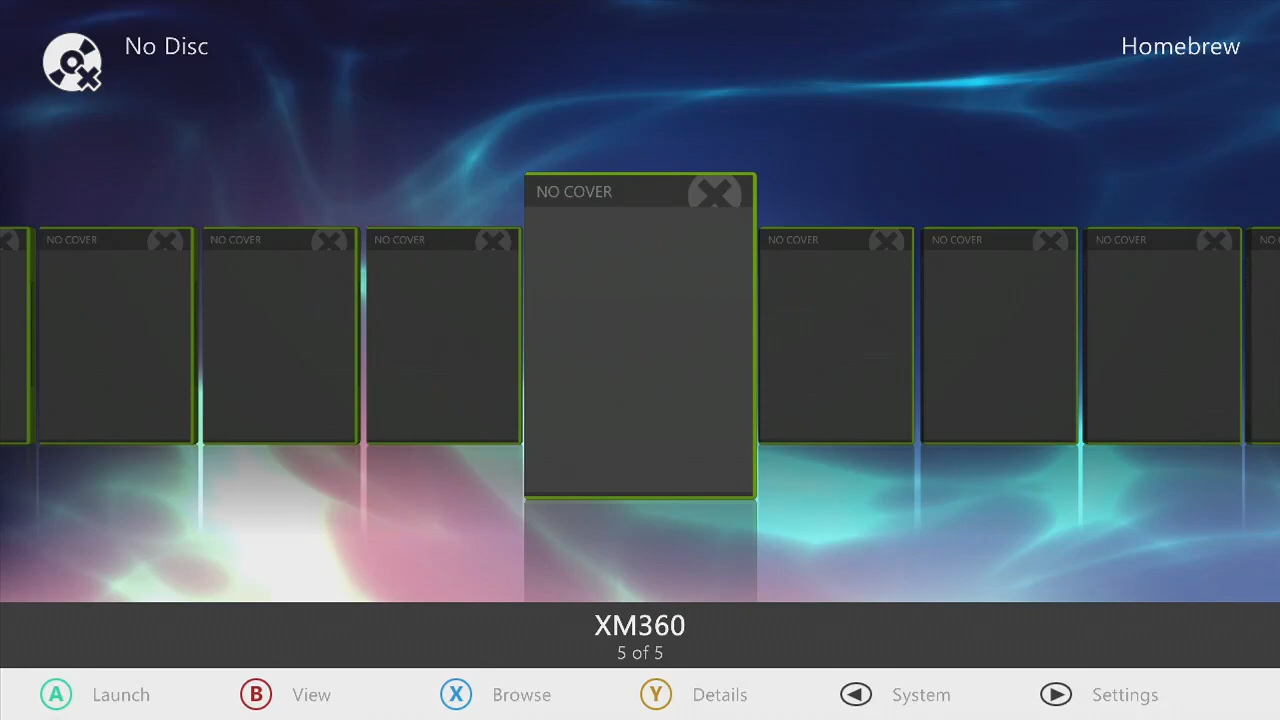 No Disc
Homebrew
NO COVER
NO COVER
NO COVER
NO COVER
NO COVER
NO COVER
NO COVER
NO
XM360
5 of 5
A Launch
B View
X Browse
Y Details
System
Settings